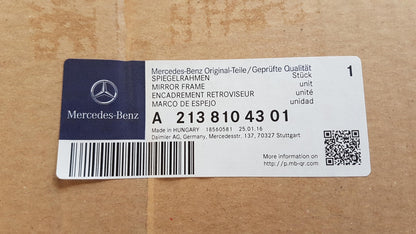 Mercedes-Benz Original-Teile/Geprüfte Qualität
SPIEGELRAHMEN Stück 1
MIRROR FRAME unit
ENCADREMENT RETROVISEUR unité
MARCO DE ESPEJO unidad
Mercedes-Benz
A 213 810 43 01
Made in HUNGARY 18560581 25.01.16
Daimler AG, Germany, Mercedesstr. 137, 70327 Stuttgart
More information on
http://p.mb-qr.com